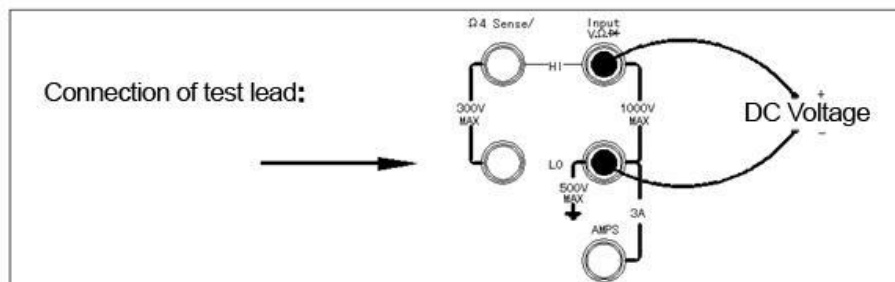 Ω4 Sense/ Input
V.Ω.
HI
Connection of test lead:
300V
MAX
1000V
MAX
+
DC Voltage
−
LO
500V
MAX
3A
AMPS